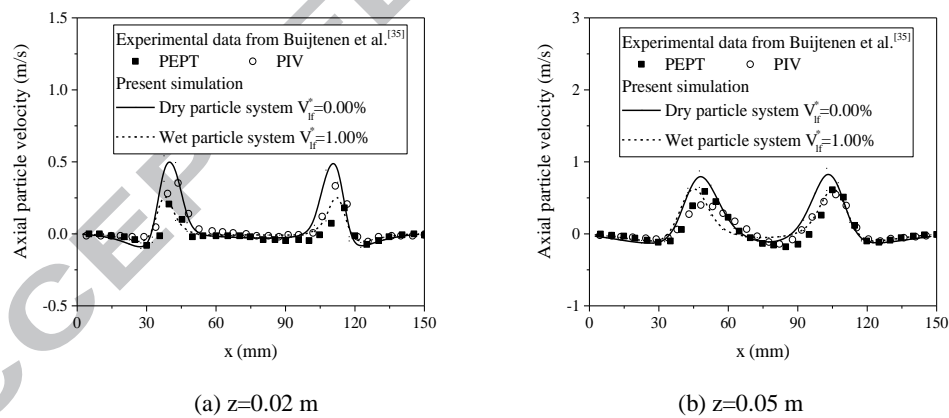 Experimental data from Buijtenen et al.[35]
PEPT PIV
Present simulation
Dry particle system V*lf=0.00%
Wet particle system V*lf=1.00%
Axial particle velocity (m/s)
1.5
1.0
0.5
0.0
-0.5
0 30 60 90 120 150
x (mm)
(a) z=0.02 m
Experimental data from Buijtenen et al.[35]
PEPT PIV
Present simulation
Dry particle system V*lf=0.00%
Wet particle system V*lf=1.00%
Axial particle velocity (m/s)
3
2
1
0
-1
0 30 60 90 120 150
x (mm)
(b) z=0.05 m
CCEP